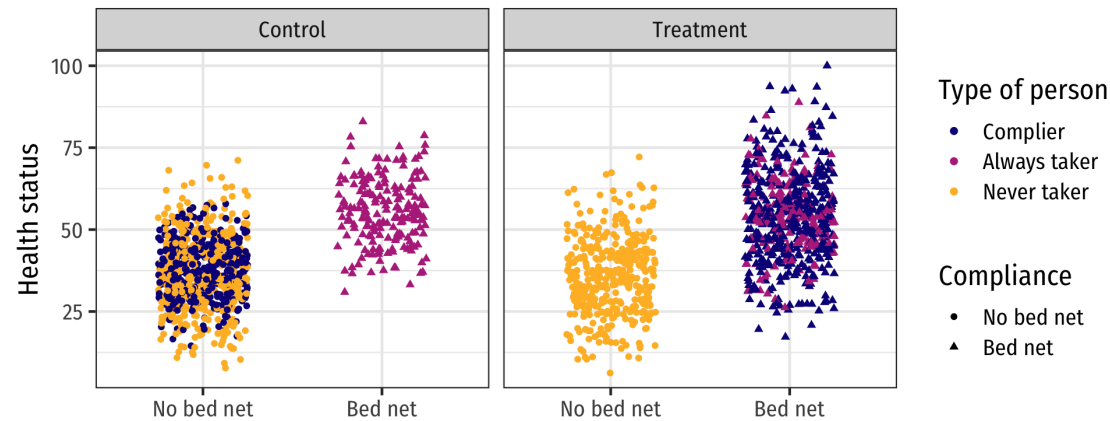 Control
Treatment
Health status
100
75
50
25
No bed net
Bed net
No bed net
Bed net
Type of person
Complier
Always taker
Never taker
Compliance
No bed net
Bed net